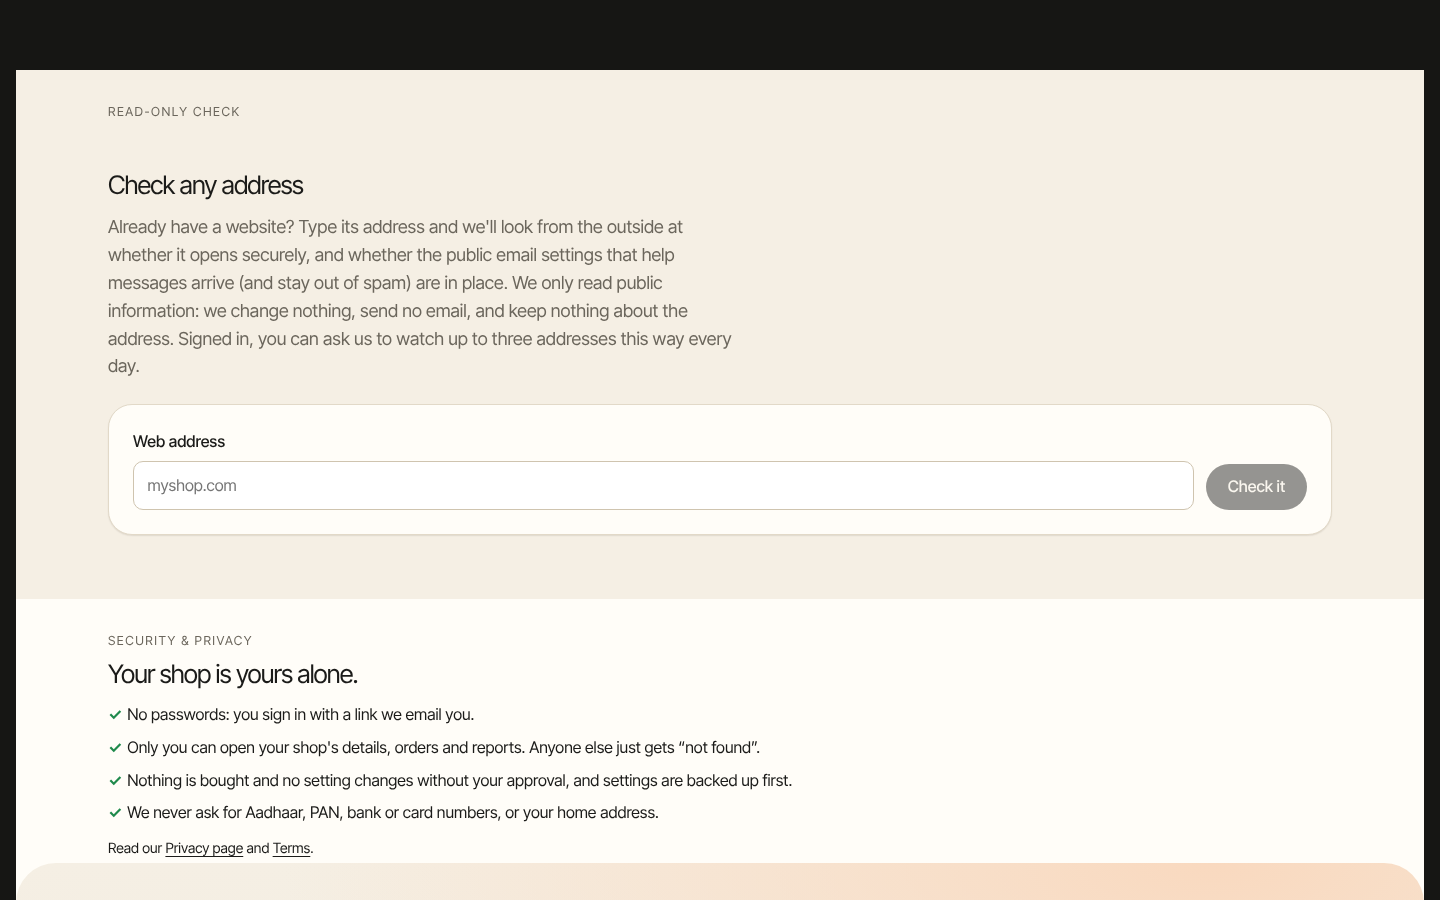 READ-ONLY CHECK
Check any address
Already have a website? Type its address and we'll look from the outside at
whether it opens securely, and whether the public email settings that help
messages arrive (and stay out of spam) are in place. We only read public
information: we change nothing, send no email, and keep nothing about the
address. Signed in, you can ask us to watch up to three addresses this way every
day.
Web address
myshop.com
Check it
SECURITY & PRIVACY
Your shop is yours alone.
✓ No passwords: you sign in with a link we email you.
✓ Only you can open your shop's details, orders and reports. Anyone else just gets “not found”.
✓ Nothing is bought and no setting changes without your approval, and settings are backed up first.
✓ We never ask for Aadhaar, PAN, bank or card numbers, or your home address.
Read our Privacy page and Terms.